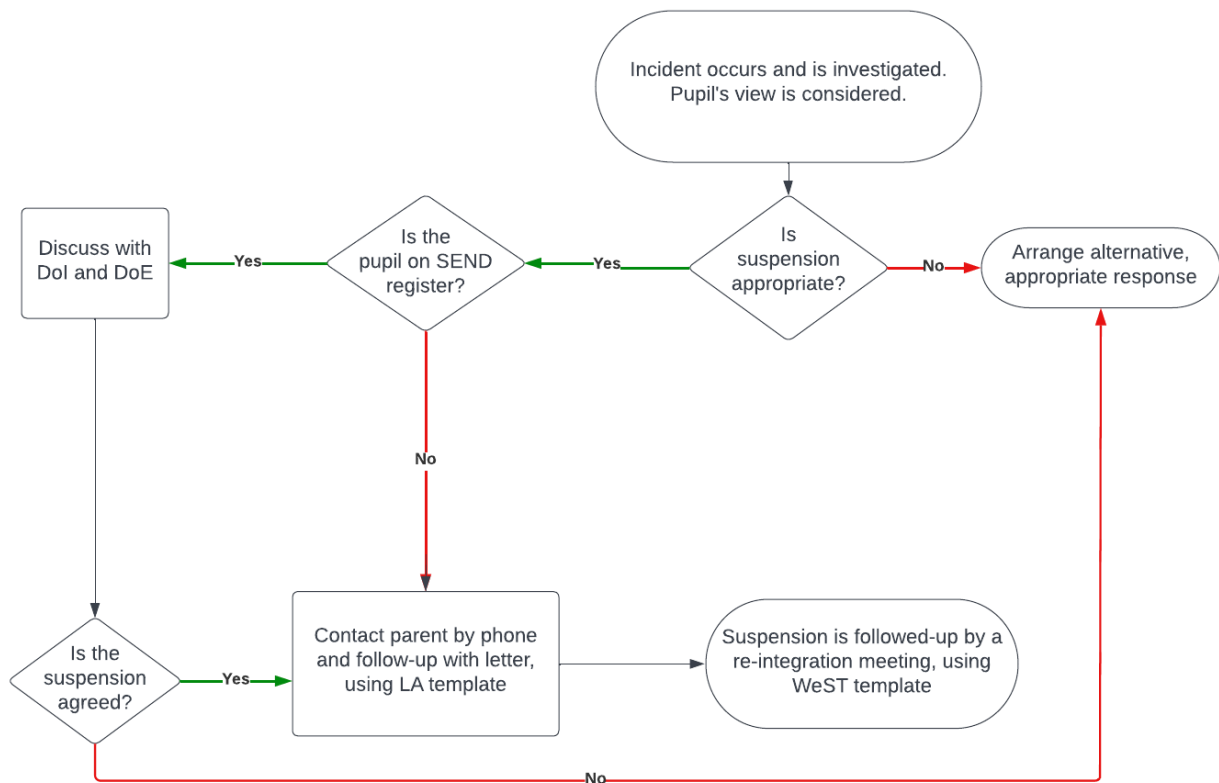 Incident occurs and is investigated.
Pupil's view is considered.
Is
suspension
appropriate?
Yes
No
Arrange alternative,
appropriate response
Is the
pupil on SEND
register?
Yes
No
Discuss with
DoI and DoE
Is the
suspension
agreed?
Yes
No
Contact parent by phone
and follow-up with letter,
using LA template
Suspension is followed-up by a
re-integration meeting, using
WeST template